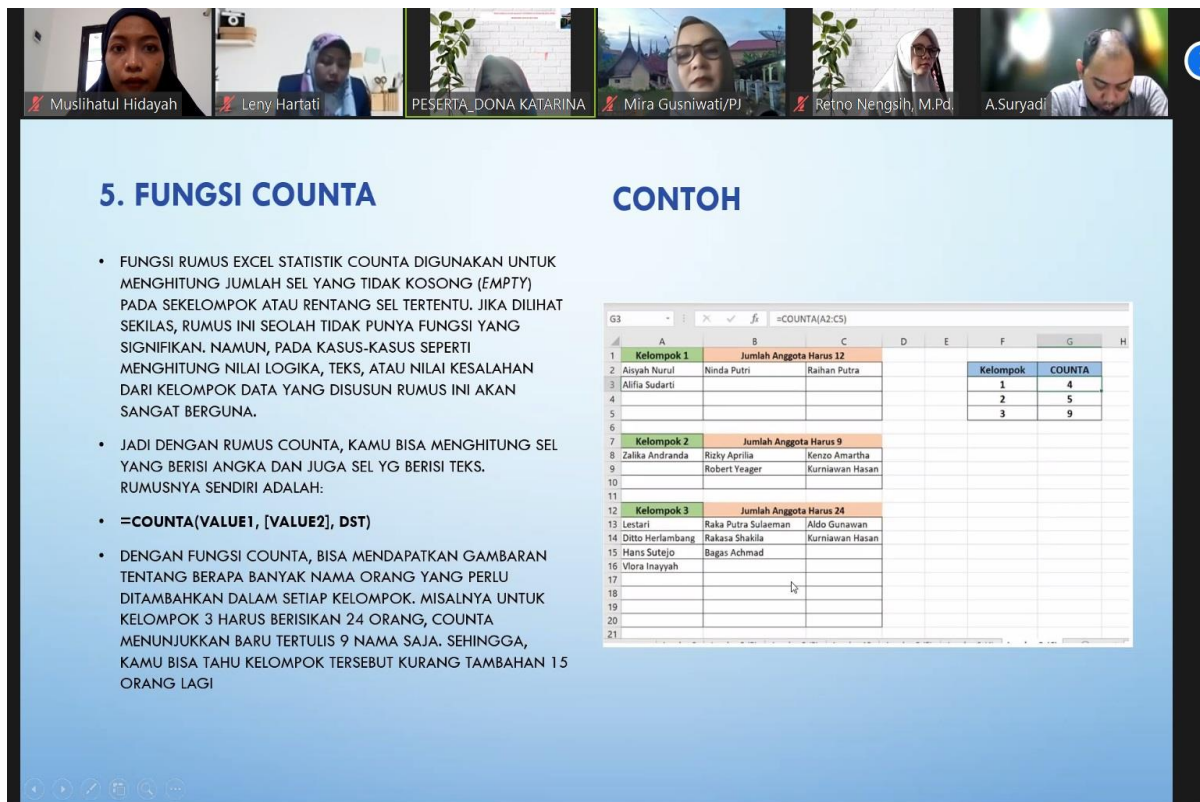 Muslihatul Hidayah
Leny Hartati
PESERTA_DONA KATARINA
Mira Gusniwati/PJ
Retno Nengsih, M.Pd.
A.Suryadi
5. FUNGSI COUNTA
• FUNGSI RUMUS EXCEL STATISTIK COUNTA DIGUNAKAN UNTUK
MENGHITUNG JUMLAH SEL YANG TIDAK KOSONG (EMPTY)
PADA SEKELOMPOK ATAU RENTANG SEL TERTENTU. JIKA DILIHAT
SEKILAS, RUMUS INI SEOLAH TIDAK PUNYA FUNGSI YANG
SIGNIFIKAN. NAMUN, PADA KASUS-KASUS SEPERTI
MENGHITUNG NILAI LOGIKA, TEKS, ATAU NILAI KESALAHAN
DARI KELOMPOK DATA YANG DISUSUN RUMUS INI AKAN
SANGAT BERGUNA.
• JADI DENGAN RUMUS COUNTA, KAMU BISA MENGHITUNG SEL
YANG BERISI ANGKA DAN JUGA SEL YG BERISI TEKS.
RUMUSNYA SENDIRI ADALAH:
• =COUNTA(VALUE1, [VALUE2], DST)
• DENGAN FUNGSI COUNTA, BISA MENDAPATKAN GAMBARAN
TENTANG BERAPA BANYAK NAMA ORANG YANG PERLU
DITAMBAHKAN DALAM SETIAP KELOMPOK. MISALNYA UNTUK
KELOMPOK 3 HARUS BERISIKAN 24 ORANG, COUNTA
MENUNJUKKAN BARU TERTULIS 9 NAMA SAJA. SEHINGGA,
KAMU BISA TAHU KELOMPOK TERSEBUT KURANG TAMBAHAN 15
ORANG LAGI
CONTOH
G3 fx =COUNTA(A2:C5)
A B C D E F G H
1 Kelompok 1 Jumlah Anggota Harus 12
2 Aisyah Nurul Ninda Putri Raihan Putra Kelompok COUNTA
3 Alifia Sudarti 1 4
4 2 5
5 3 9
6
7 Kelompok 2 Jumlah Anggota Harus 9
8 Zalika Andranda Rizky Aprilia Kenzo Amartha
9 Robert Yeager Kurniawan Hasan
10
11
12 Kelompok 3 Jumlah Anggota Harus 24
13 Lestari Raka Putra Sulaeman Aldo Gunawan
14 Ditto Herlambang Rakasa Shakila Kurniawan Hasan
15 Hans Sutejo Bagas Achmad
16 Vlora Inayyah
17
18
19
20
21